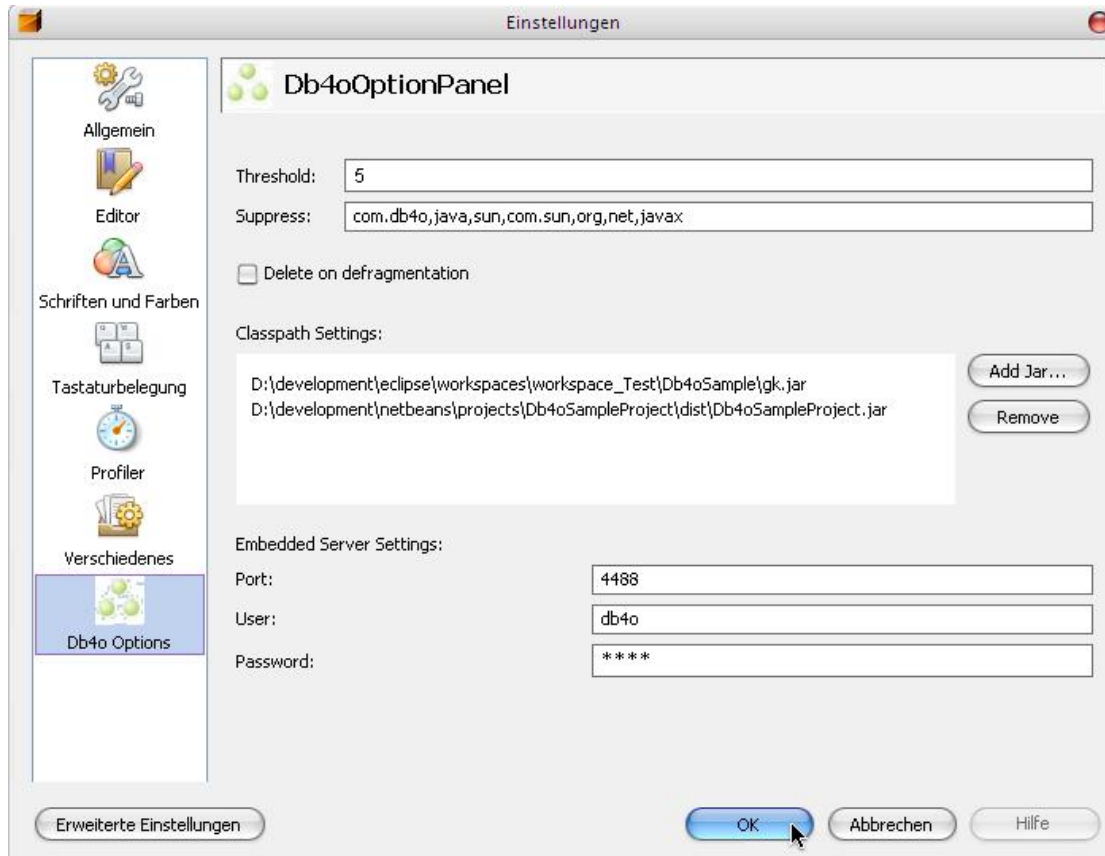 Einstellungen
Allgemein
Editor
Schriften und Farben
Tastaturbelegung
Profiler
Verschiedenes
Db4o Options
Db4oOptionPanel
Threshold: 5
Suppress: com.db4o,java,sun,com.sun,org,net,javax
Delete on defragmentation
Classpath Settings:
D:\development\eclipse\workspaces\workspace_Test\Db4oSample\gk.jar
D:\development\netbeans\projects\Db4oSampleProject\dist\Db4oSampleProject.jar
Add Jar...
Remove
Embedded Server Settings:
Port: 4488
User: db4o
Password: ****
Erweiterte Einstellungen
OK
Abbrechen
Hilfe